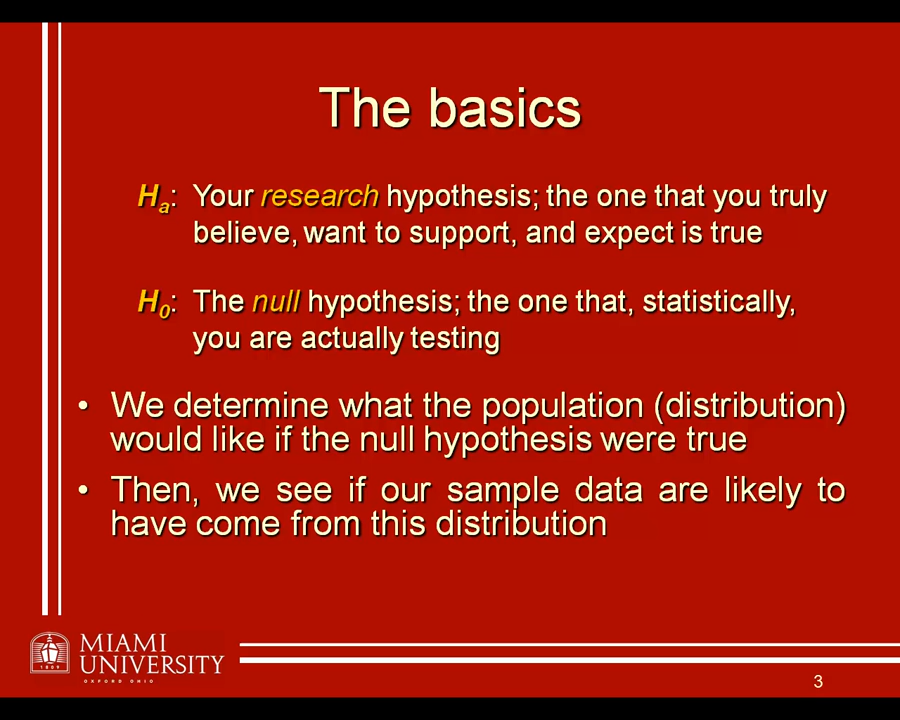 The basics
Ha: Your research hypothesis; the one that you truly
believe, want to support, and expect is true
H0: The null hypothesis; the one that, statistically,
you are actually testing
• We determine what the population (distribution)
would like if the null hypothesis were true
• Then, we see if our sample data are likely to
have come from this distribution
MIAMI
UNIVERSITY
1809
OXFORD OHIO
3